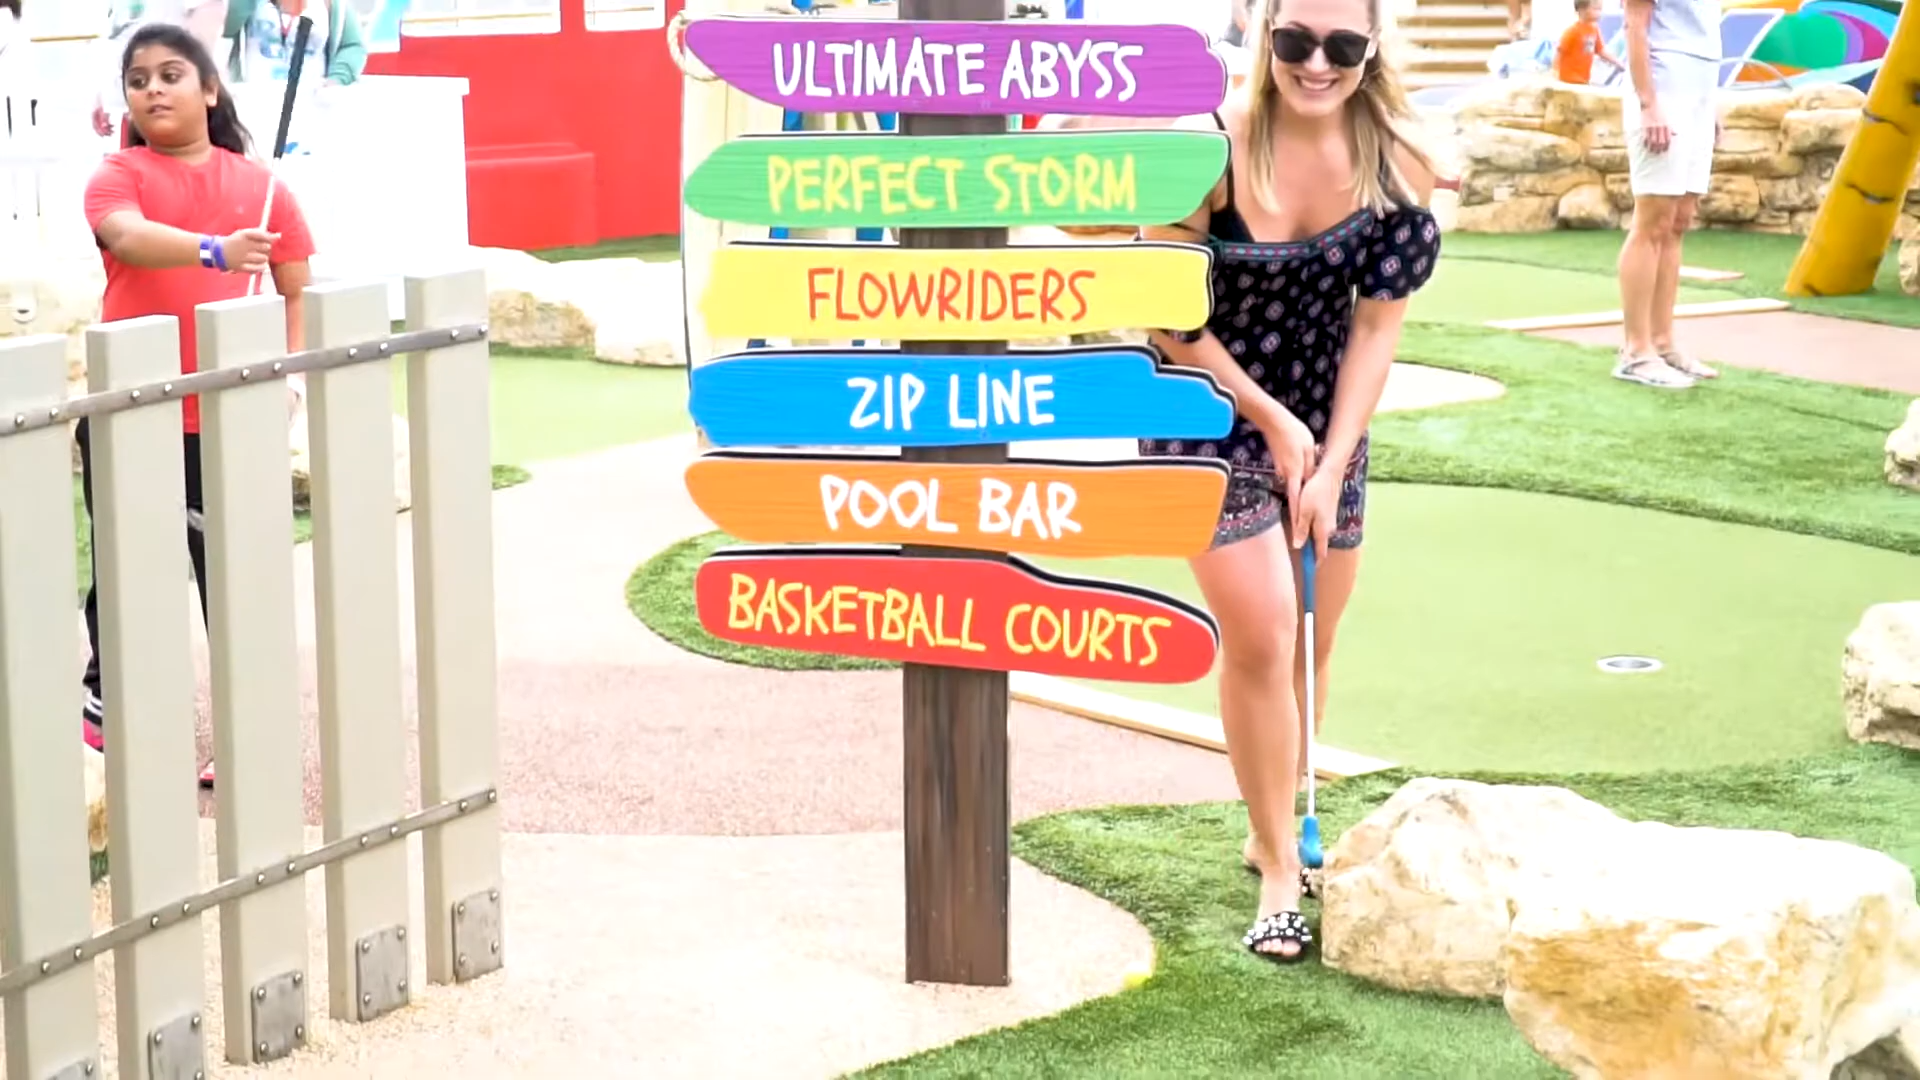 ULTIMATE ABYSS
PERFECT STORM
FLOWRIDERS
ZIP LINE
POOL BAR
BASKETBALL COURTS